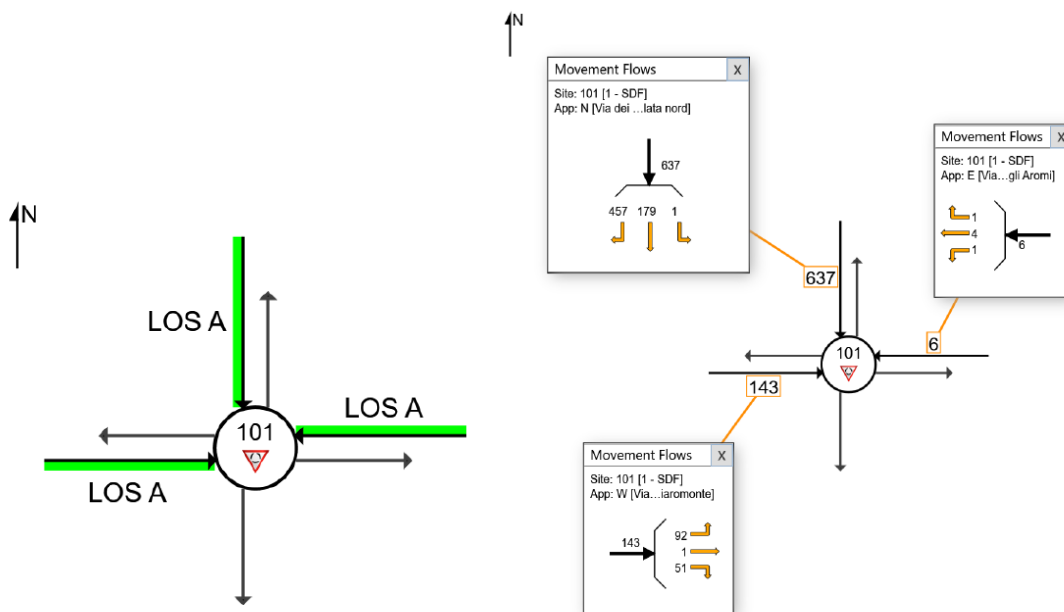 N
LOS A
LOS A
101
LOS A
N
Movement Flows X
Site: 101 [1 - SDF]
App: N [Via dei ...lata nord]
637
457 179 1
Movement Flows X
Site: 101 [1 - SDF]
App: E [Via...gli Aromi]
1
4
6
1
637
101
6
143
Movement Flows X
Site: 101 [1 - SDF]
App: W [Via...iaromonte]
143
92
1
51